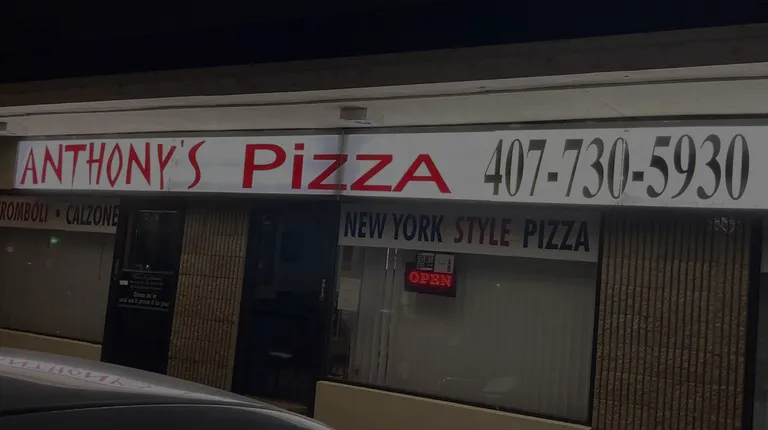 ANTHONY'S PiZZA 407-730-5930
ROMBOLI • CALZONE
NEW YORK STYLE PIZZA
OPEN